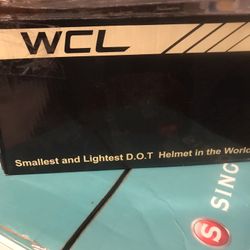 WCL
Smallest and Lightest D.O.T Helmet in the World
S SING